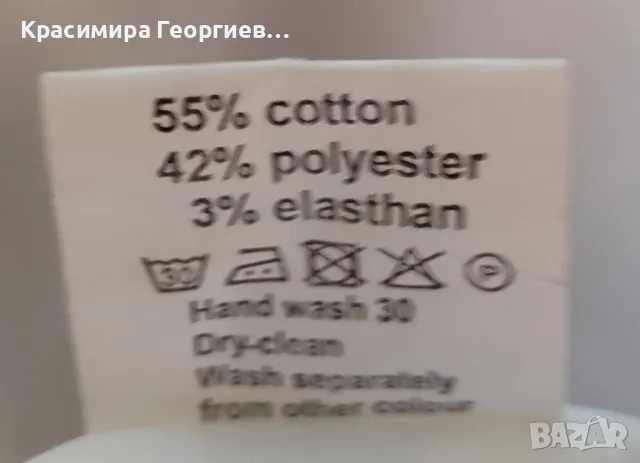 Красимира Георгиев...
55% cotton
42% polyester
3% elasthan
30 P
Hand wash 30
Dry-clean
Wash separately
from other colour
BAZAR